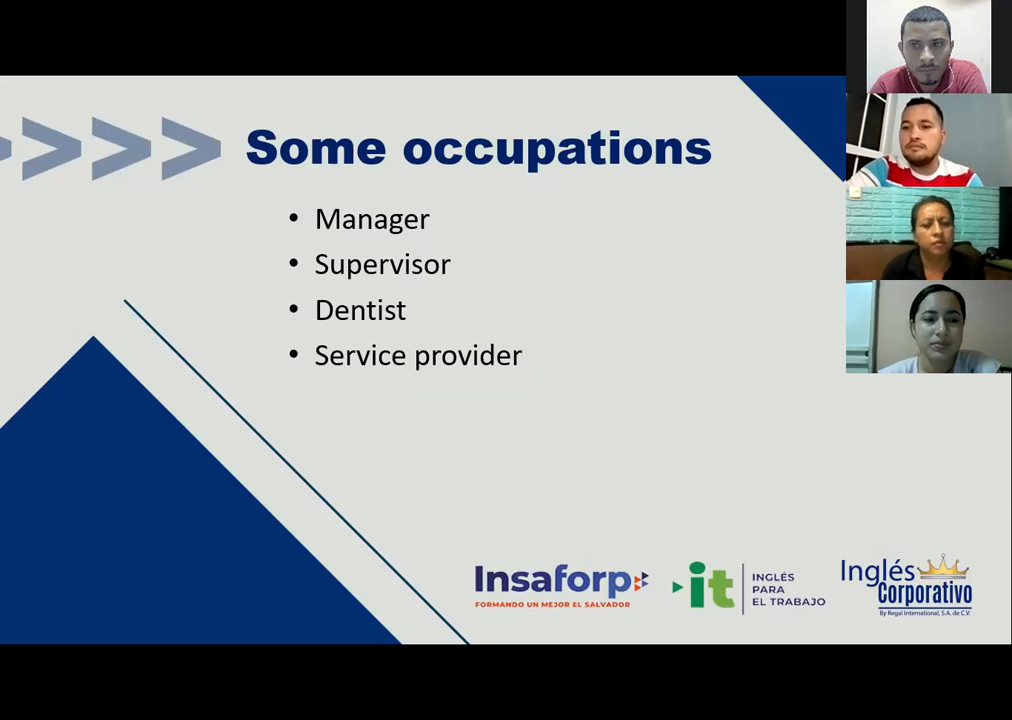 Some occupations
• Manager
• Supervisor
• Dentist
• Service provider
Insaforp
FORMANDO UN MEJOR EL SALVADOR
it
INGLÉS
PARA
EL TRABAJO
Inglés
Corporativo
By Regal International, S.A. de C.V.